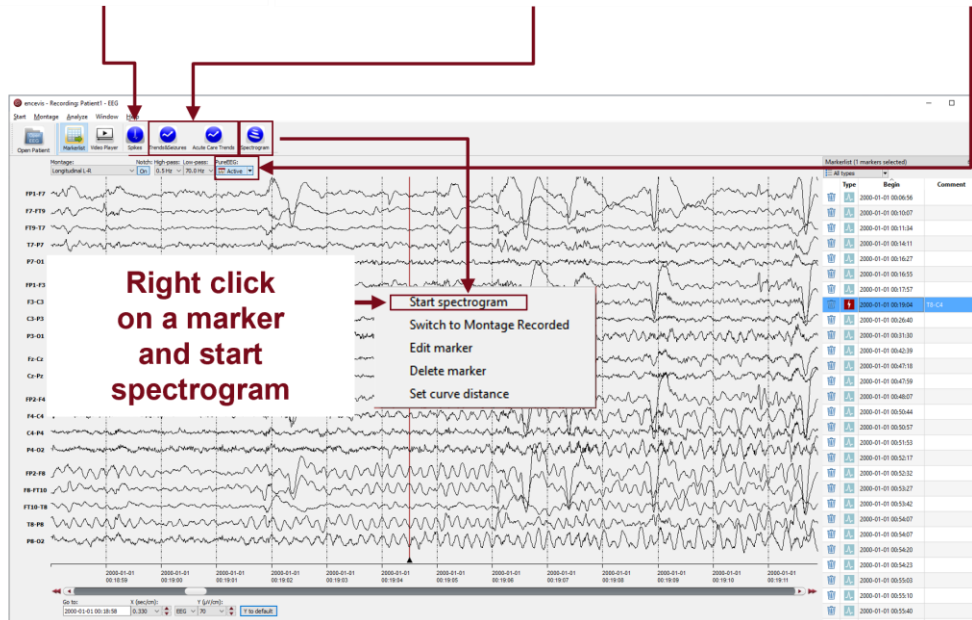 encevis - Recording: Patient1 - EEG
Start Montage Analyze Window Help
Open Patient Markerlist Video Player Spikes Trends&Seizures Acute Care Trends Spectrogram
Montage: Notch: High-pass: Low-pass: PureEEG:
Longitudinal L-R On 0.5 Hz 70.0 Hz Active
Markerlist (1 markers selected)
All types
Type Begin Comment
FP1-F7
F7-FT9
FT9-T7
T7-P7
P7-O1
FP1-F3
F3-C3
C3-P3
P3-O1
Fz-Cz
Cz-Pz
FP2-F4
F4-C4
C4-P4
P4-O2
FP2-F8
F8-FT10
FT10-T8
T8-P8
P8-O2
Right click
on a marker
and start
spectrogram
Start spectrogram
Switch to Montage Recorded
Edit marker
Delete marker
Set curve distance
2000-01-01 00:06:56
2000-01-01 00:10:07
2000-01-01 00:11:34
2000-01-01 00:14:11
2000-01-01 00:16:27
2000-01-01 00:16:55
2000-01-01 00:17:57
2000-01-01 00:19:04 T8-C4
2000-01-01 00:26:40
2000-01-01 00:31:30
2000-01-01 00:42:39
2000-01-01 00:47:18
2000-01-01 00:47:59
2000-01-01 00:48:07
2000-01-01 00:50:44
2000-01-01 00:50:57
2000-01-01 00:51:53
2000-01-01 00:52:17
2000-01-01 00:52:32
2000-01-01 00:53:27
2000-01-01 00:53:42
2000-01-01 00:54:07
2000-01-01 00:54:07
2000-01-01 00:54:20
2000-01-01 00:54:23
2000-01-01 00:55:03
2000-01-01 00:55:10
2000-01-01 00:55:40
2000-01-01 2000-01-01 2000-01-01 2000-01-01 2000-01-01 2000-01-01 2000-01-01 2000-01-01 2000-01-01 2000-01-01 2000-01-01 2000-01-01 2000-01-01
00:18:59 00:19:00 00:19:01 00:19:02 00:19:03 00:19:04 00:19:05 00:19:06 00:19:07 00:19:08 00:19:09 00:19:10 00:19:11
Go to: X (sec/cm): Y (µV/cm):
2000-01-01 00:18:58 0.330 EEG 70 Y to default